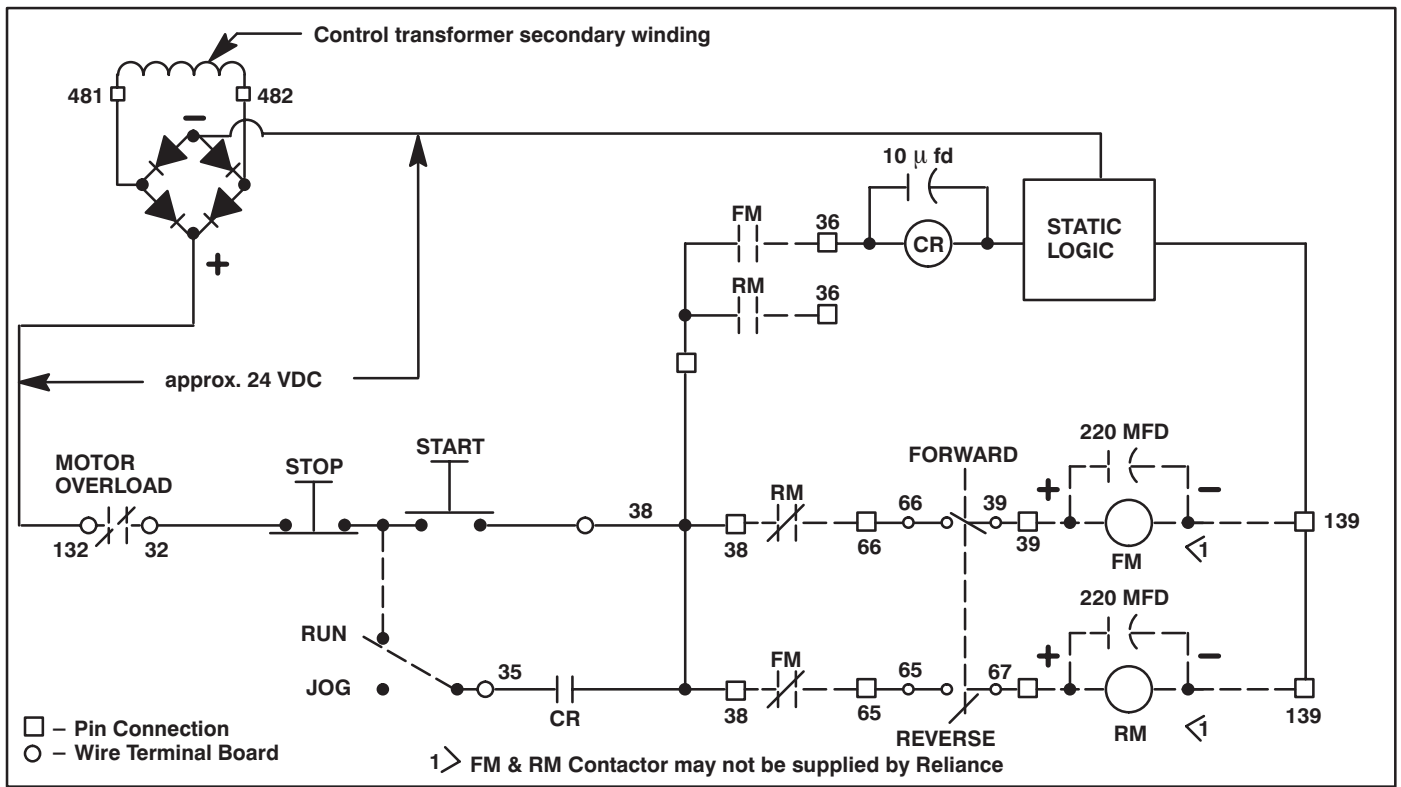 Control transformer secondary winding
481
482
–
+
10 μ fd
FM
36
CR
STATIC
LOGIC
RM
36
approx. 24 VDC
MOTOR
OVERLOAD
132
32
STOP
START
38
38
RM
66
66
FORWARD
39
39
220 MFD
+
–
FM
1
139
RUN
JOG
35
CR
38
FM
65
65
67
REVERSE
220 MFD
+
–
RM
1
139
– Pin Connection
– Wire Terminal Board
1 FM & RM Contactor may not be supplied by Reliance